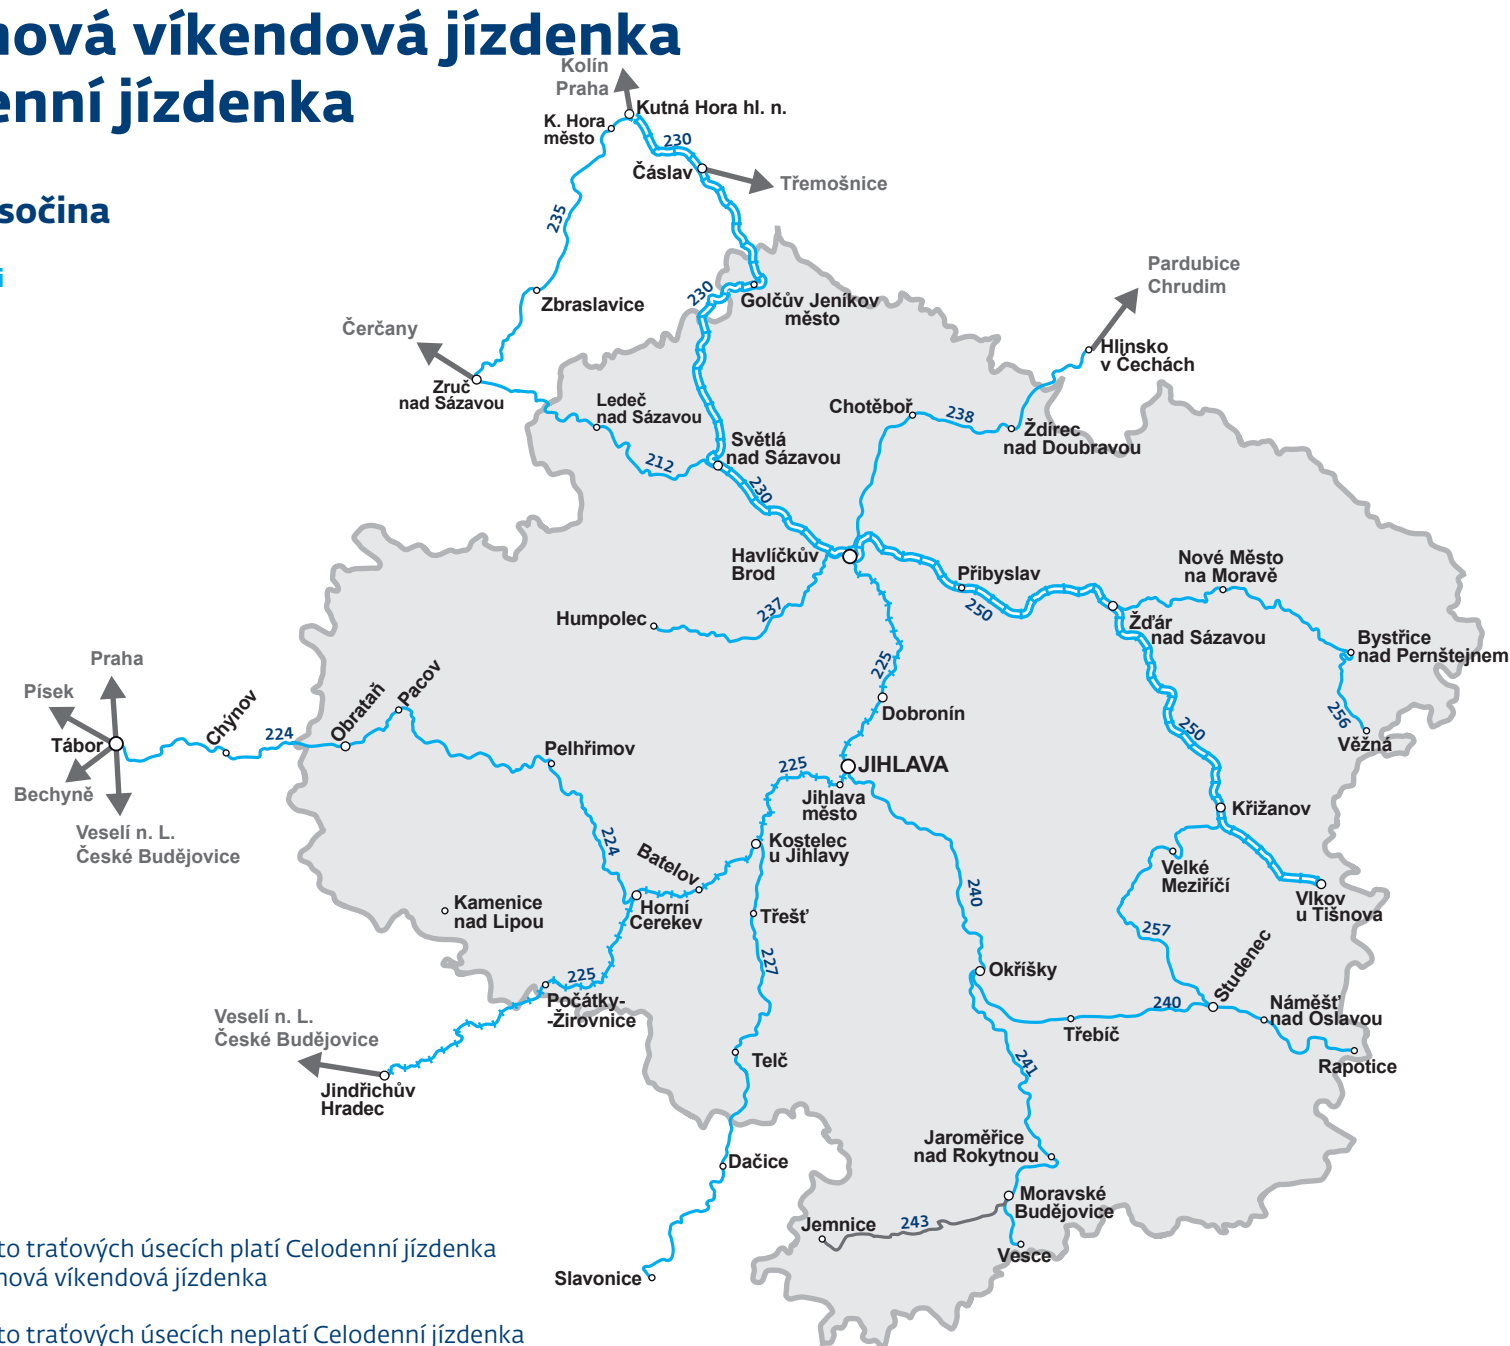 nová víkendová jízdenka
enní jízdenka
sočina
i
Kolín
Praha
Kutná Hora hl. n.
K. Hora
město
230
Čáslav
Třemošnice
235
Zbraslavice
230
Golčův Jeníkov
město
Pardubice
Chrudim
Čerčany
Hlinsko
v Čechách
Zruč
nad Sázavou
Ledeč
nad Sázavou
Chotěboř
238
Ždírec
nad Doubravou
Světlá
nad Sázavou
212
230
Havlíčkův
Brod
Přibyslav
250
Nové Město
na Moravě
Žďár
nad Sázavou
Humpolec
237
Bystřice
nad Pernštejnem
225
256
Věžná
250
Praha
Písek
Tábor
Bechyně
Veselí n. L.
České Budějovice
Chýnov
224
Obrataň
Pacov
Pelhřimov
Dobronín
JIHLAVA
225
Jihlava
město
Křižanov
224
Batelov
Kostelec
u Jihlavy
Velké
Meziříčí
Vlkov
u Tišnova
240
Kamenice
nad Lipou
Horní
Cerekev
Třešť
257
Studenec
227
225
Počátky-
-Žirovnice
Okříšky
240
Náměšť
nad Oslavou
Třebíč
Rapotice
Veselí n. L.
České Budějovice
Jindřichův
Hradec
Telč
241
Jaroměřice
nad Rokytnou
Dačice
Moravské
Budějovice
Jemnice
243
Vesce
Slavonice
to traťových úsecích platí Celodenní jízdenka
nová víkendová jízdenka
to traťových úsecích neplatí Celodenní jízdenka